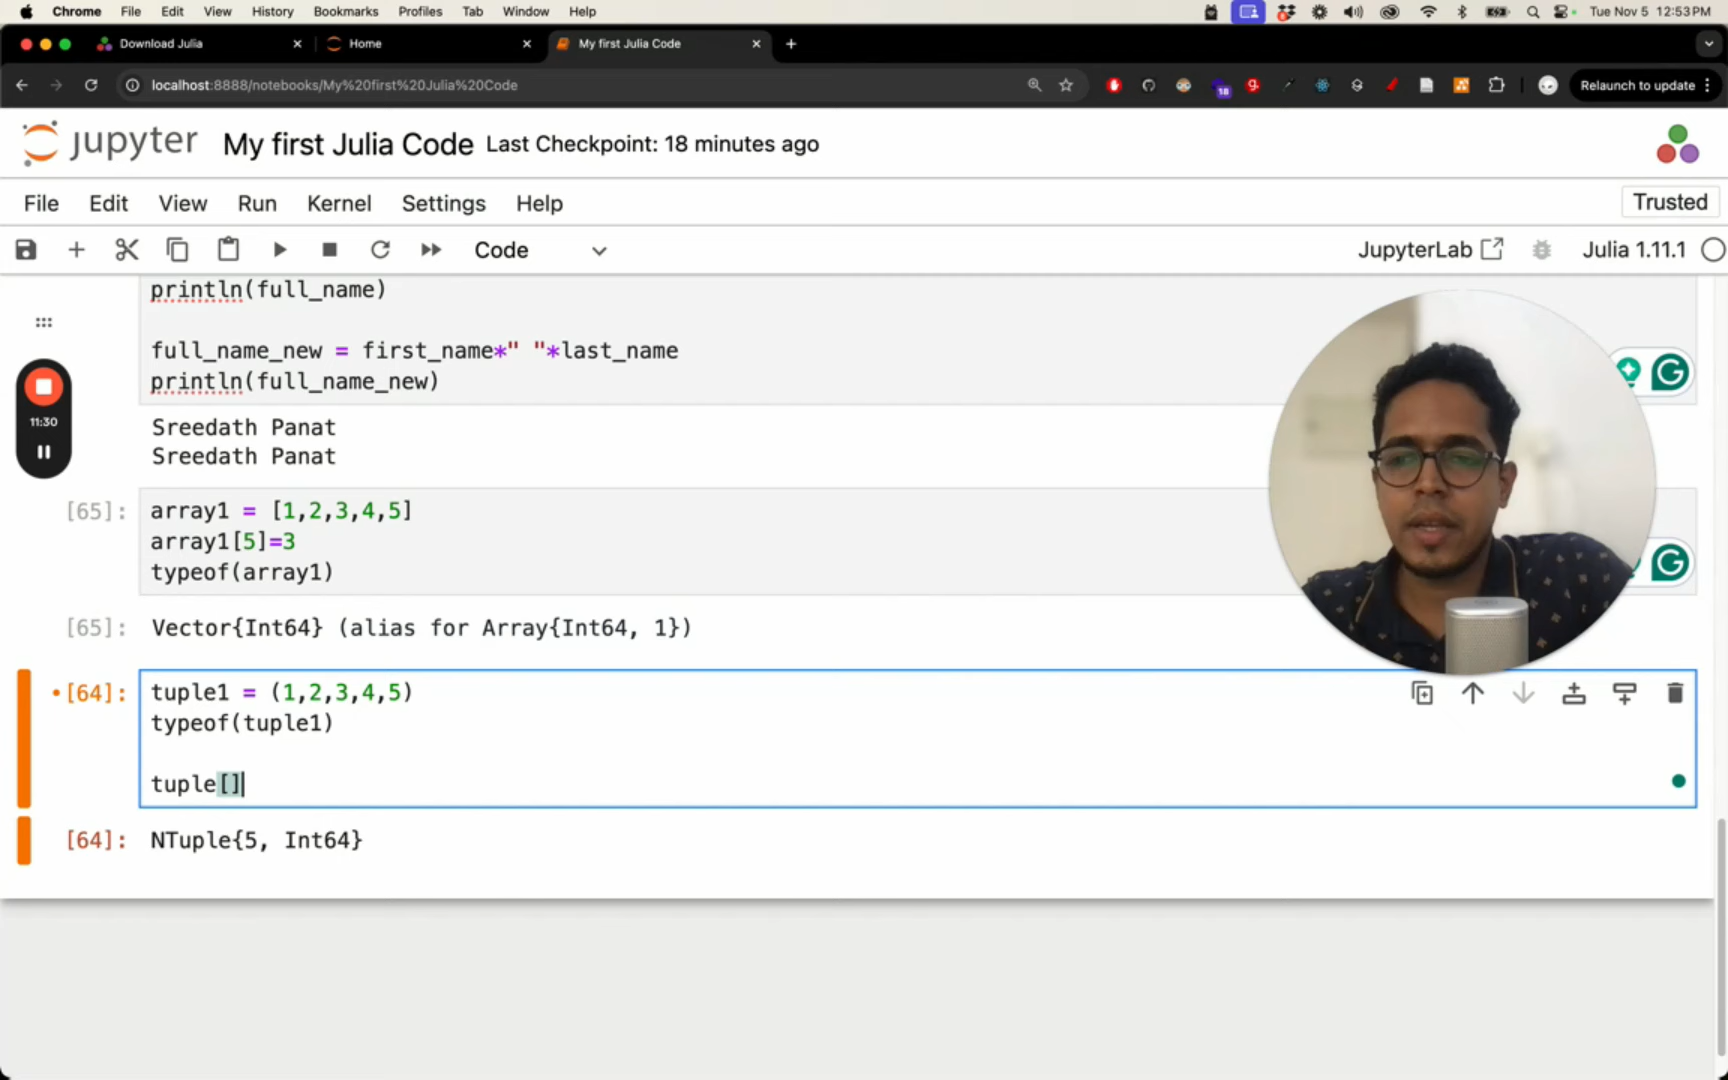 Chrome File Edit View History Bookmarks Profiles Tab Window Help Tue Nov 5 12:53 PM
Download Julia Home My first Julia Code
localhost:8888/notebooks/My%20first%20Julia%20Code 18 Relaunch to update
jupyter My first Julia Code Last Checkpoint: 18 minutes ago
File Edit View Run Kernel Settings Help Trusted
Code JupyterLab Julia 1.11.1
println(full_name)
full_name_new = first_name*" "*last_name
println(full_name_new)
11:30
Sreedath Panat
Sreedath Panat
[65]: array1 = [1,2,3,4,5]
array1[5]=3
typeof(array1)
[65]: Vector{Int64} (alias for Array{Int64, 1})
[64]: tuple1 = (1,2,3,4,5)
typeof(tuple1)
tuple[]
[64]: NTuple{5, Int64}